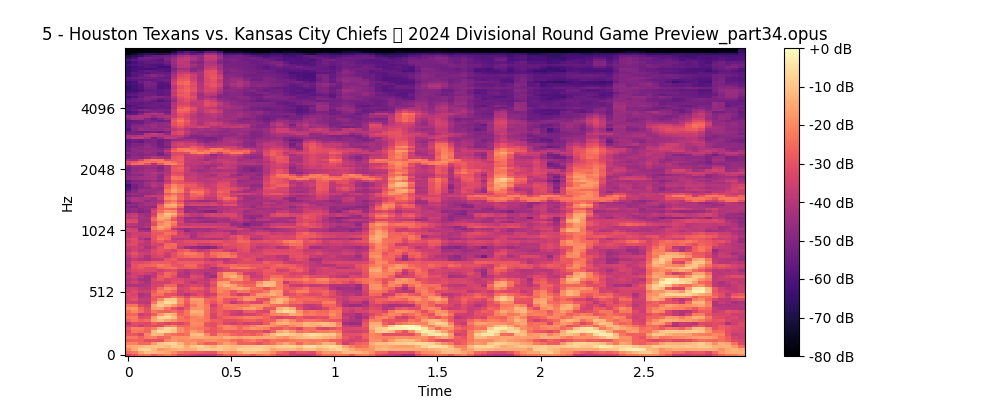 5 - Houston Texans vs. Kansas City Chiefs 􏿮 2024 Divisional Round Game Preview_part34.opus
Hz
4096
2048
1024
512
0
0 0.5 1 1.5 2 2.5
Time
+0 dB
-10 dB
-20 dB
-30 dB
-40 dB
-50 dB
-60 dB
-70 dB
-80 dB